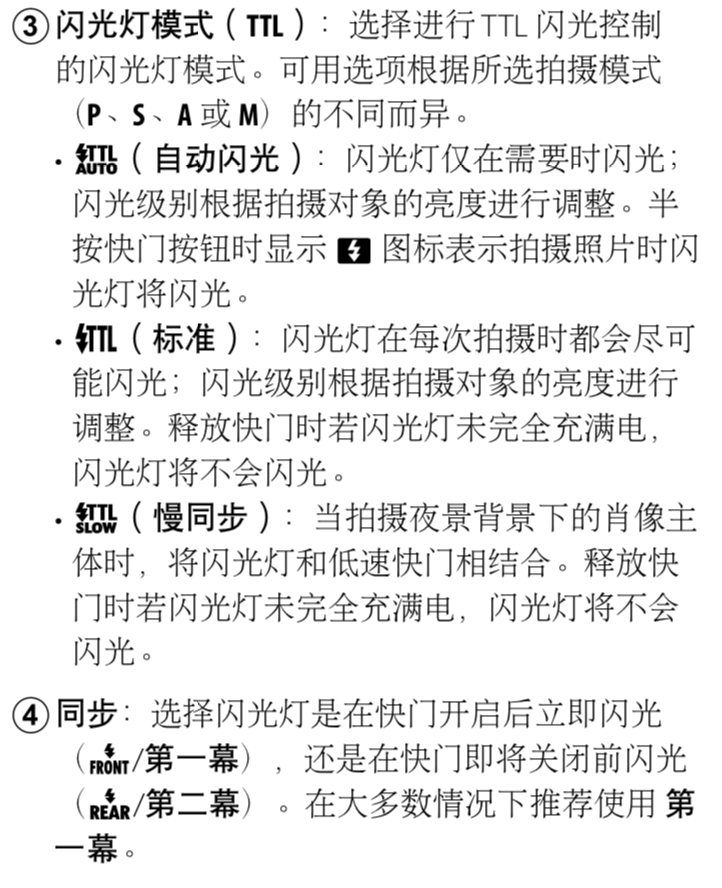 ③闪光灯模式（TTL）：选择进行TTL 闪光控制
的闪光灯模式。可用选项根据所选拍摄模式
（P、S、A 或 M）的不同而异。
• ⚡TTL AUTO（自动闪光）：闪光灯仅在需要时闪光；
闪光级别根据拍摄对象的亮度进行调整。半
按快门按钮时显示 ⚡ 图标表示拍摄照片时闪
光灯将闪光。
• ⚡TTL（标准）：闪光灯在每次拍摄时都会尽可
能闪光；闪光级别根据拍摄对象的亮度进行
调整。释放快门时若闪光灯未完全充满电，
闪光灯将不会闪光。
• ⚡TTL SLOW（慢同步）：当拍摄夜景背景下的肖像主
体时，将闪光灯和低速快门相结合。释放快
门时若闪光灯未完全充满电，闪光灯将不会
闪光。
④同步：选择闪光灯是在快门开启后立即闪光
（⚡FRONT/第一幕），还是在快门即将关闭前闪光
（⚡REAR/第二幕）。在大多数情况下推荐使用 第
一幕。